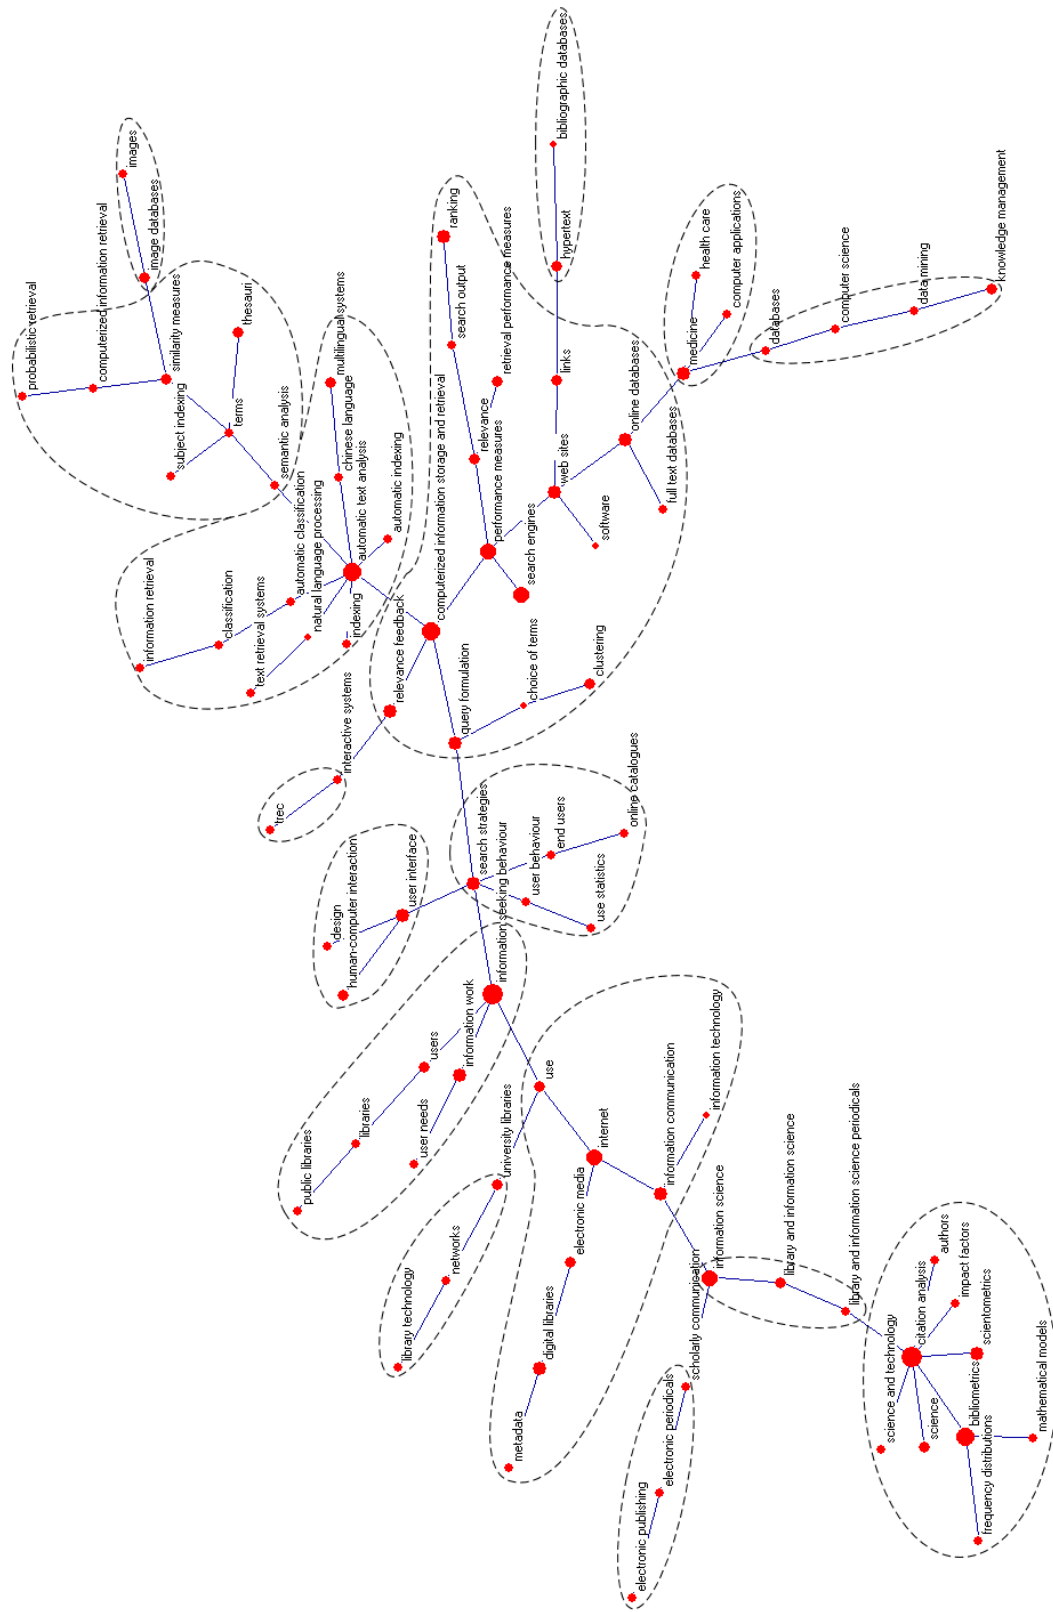 probabilistic retrieval
computerized information retrieval
images
image databases
similarity measures
subject indexing
terms
thesauri
semantic analysis
information retrieval
classification
text retrieval systems
automatic classification
natural language processing
indexing
automatic text analysis
chinese language
multilingual systems
automatic indexing
relevance feedback
computerized information storage and retrieval
query formulation
choice of terms
clustering
performance measures
search engines
relevance
search output
ranking
retrieval performance measures
web sites
software
links
hypertext
bibliographic databases
online databases
full text databases
medicine
health care
computer applications
databases
computer science
data mining
knowledge management
trec
interactive systems
design
human-computer interaction
user interface
search strategies
user behaviour
use statistics
end users
online catalogues
information seeking behaviour
public libraries
libraries
users
user needs
information work
library technology
networks
university libraries
use
internet
electronic media
digital libraries
metadata
information communication
information technology
information science
scholarly communication
electronic periodicals
electronic publishing
library and information science
library and information science periodicals
citation analysis
authors
impact factors
scientometrics
science and technology
science
bibliometrics
frequency distributions
mathematical models